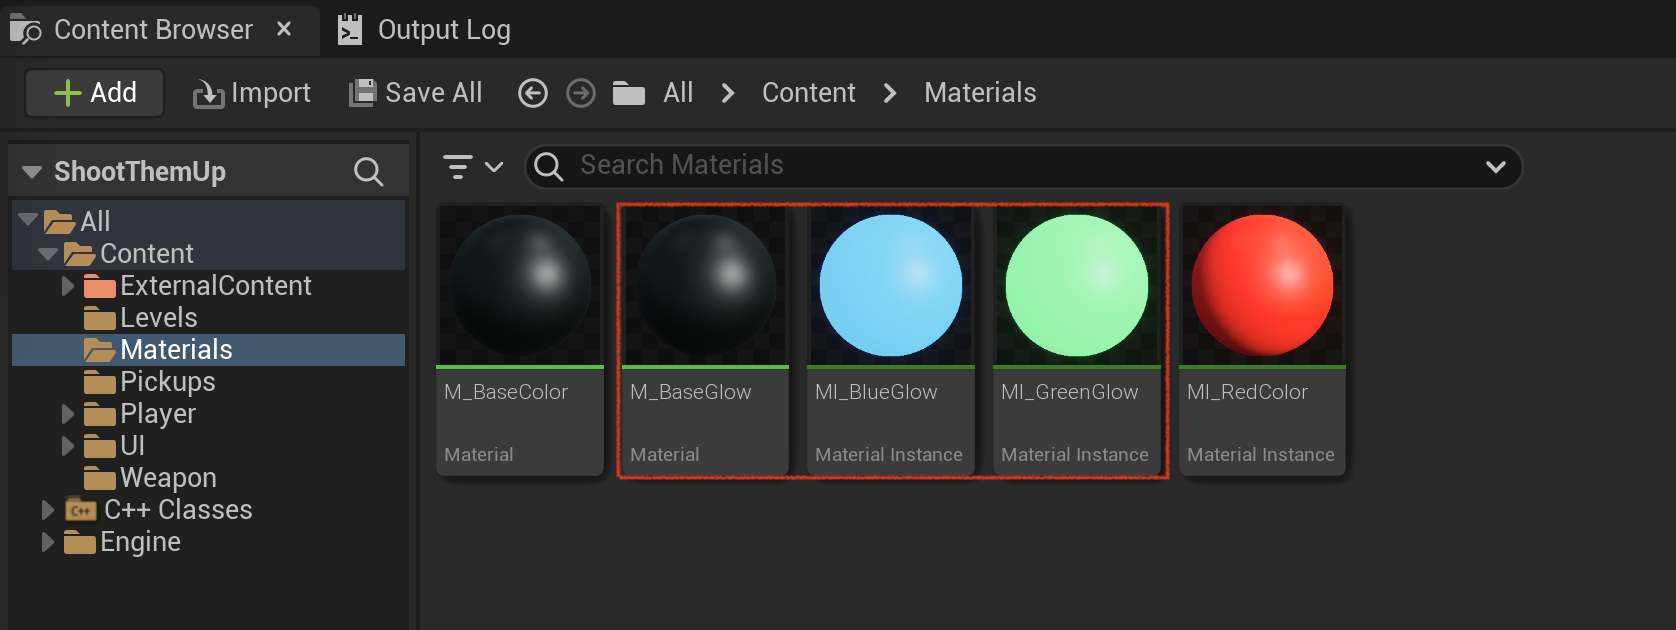 Content Browser
Output Log
Add
Import
Save All
All
Content
Materials
ShootThemUp
All
Content
ExternalContent
Levels
Materials
Pickups
Player
UI
Weapon
C++
C++ Classes
Engine
Search Materials
M_BaseColor
Material
M_BaseGlow
Material
MI_BlueGlow
Material Instance
MI_GreenGlow
Material Instance
MI_RedColor
Material Instance